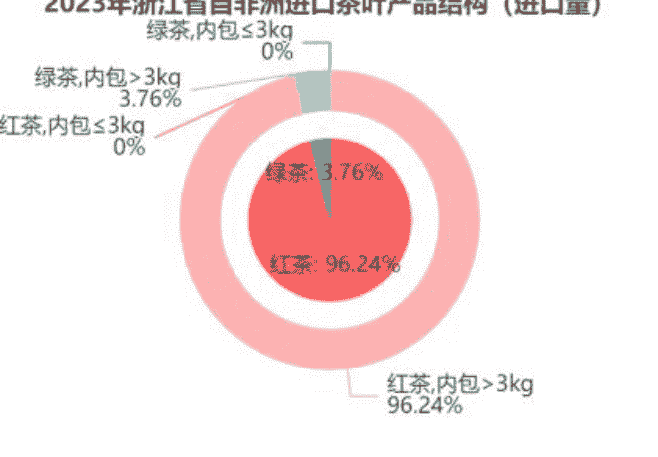 2023年浙江省自非洲进口茶叶产品结构（进口量）
绿茶,内包≤3kg
0%
绿茶,内包>3kg
3.76%
红茶,内包≤3kg
0%
绿茶: 3.76%
红茶: 96.24%
红茶,内包>3kg
96.24%